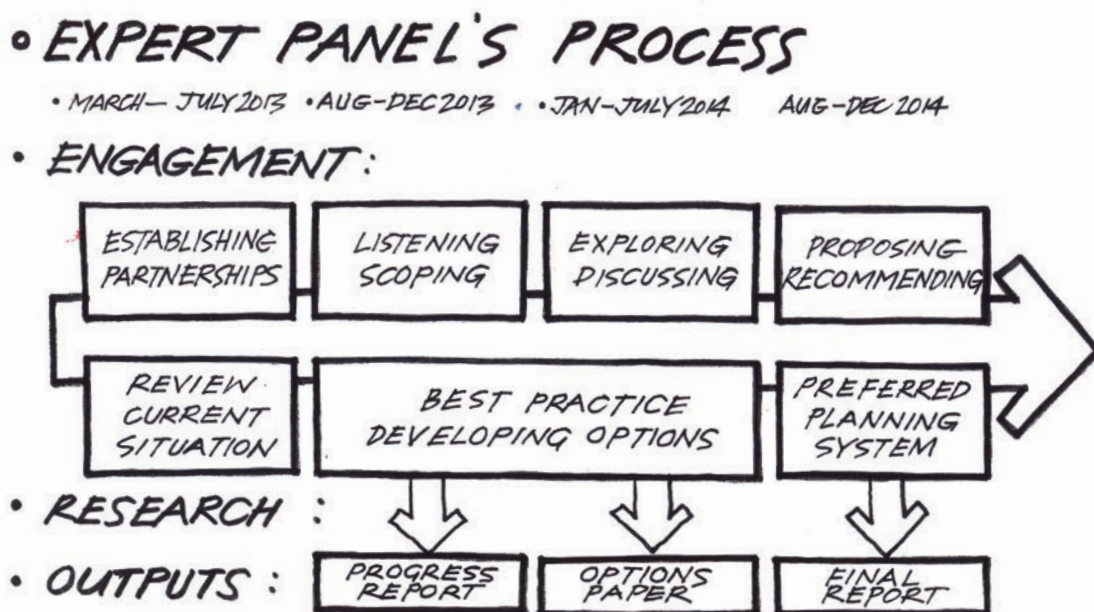 • EXPERT PANEL'S PROCESS
• MARCH – JULY 2013 • AUG–DEC 2013 • JAN–JULY 2014 AUG–DEC 2014
• ENGAGEMENT:
ESTABLISHING
PARTNERSHIPS
LISTENING
SCOPING
EXPLORING
DISCUSSING
PROPOSING
RECOMMENDING
REVIEW
CURRENT
SITUATION
BEST PRACTICE
DEVELOPING OPTIONS
PREFERRED
PLANNING
SYSTEM
• RESEARCH :
• OUTPUTS :
PROGRESS
REPORT
OPTIONS
PAPER
FINAL
REPORT